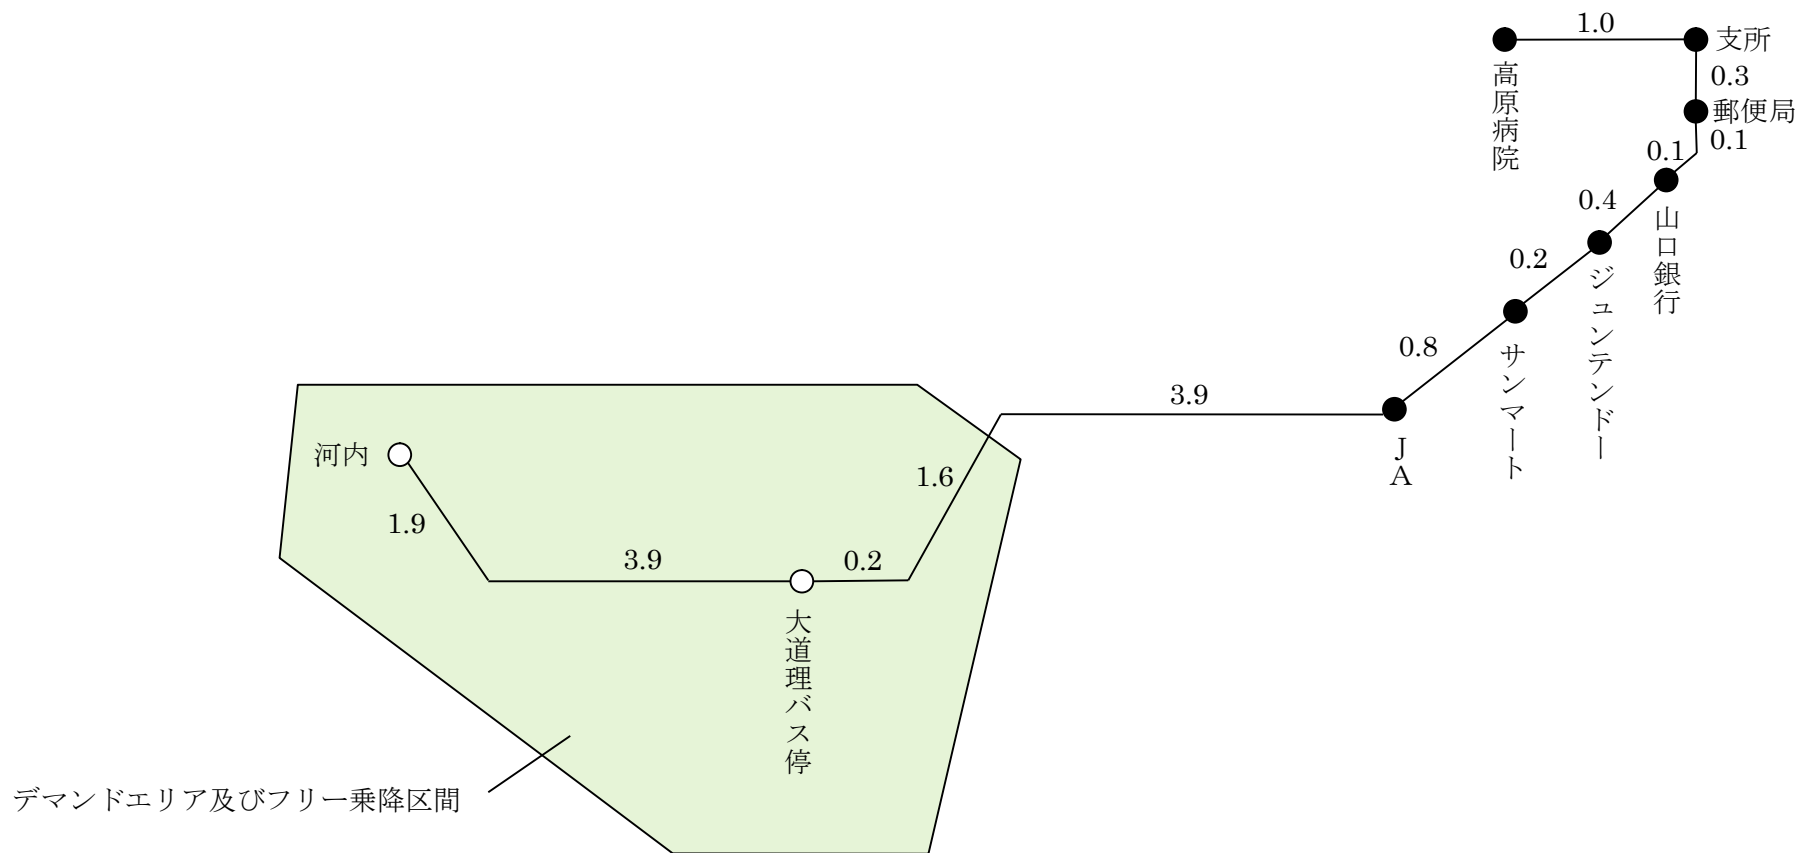 1.0
支所
0.3
高原病院
郵便局
0.1
0.1
山口銀行
0.4
ジュンテンドー
0.2
サンマート
0.8
JA
3.9
1.6
河内
1.9
3.9
0.2
大道理バス停
デマンドエリア及びフリー乗降区間